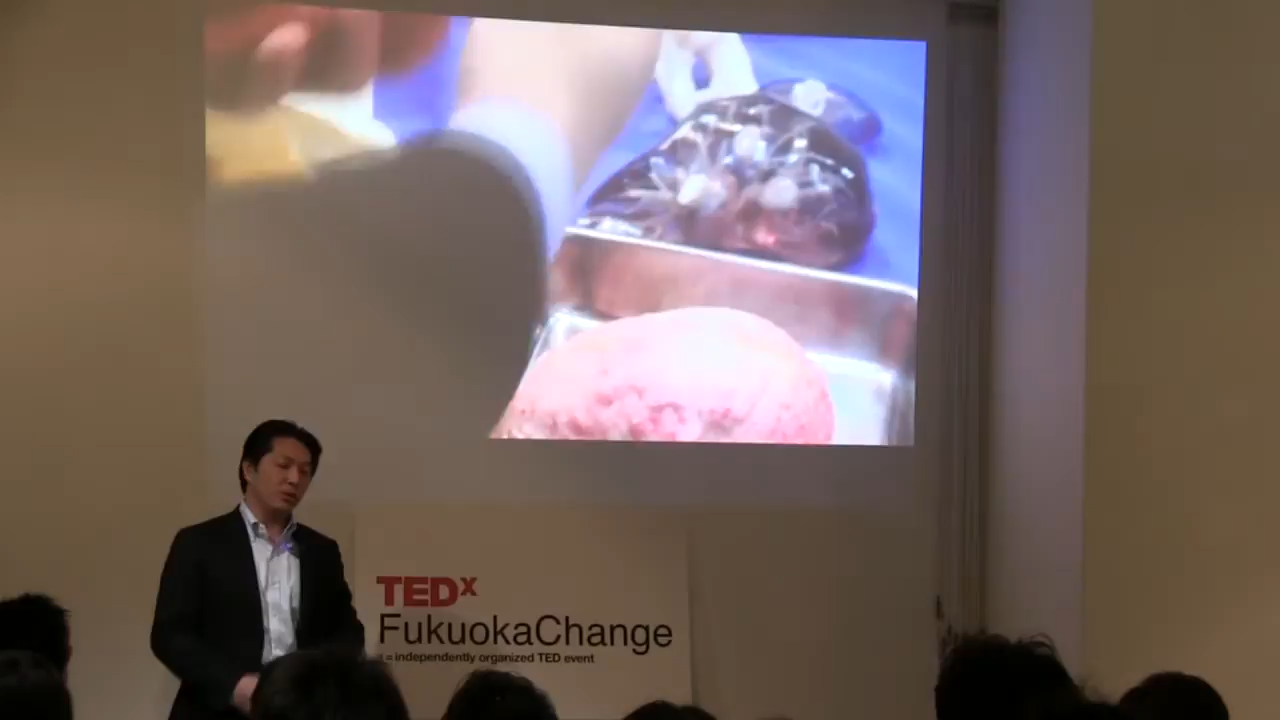 TEDx
FukuokaChange
x = independently organized TED event